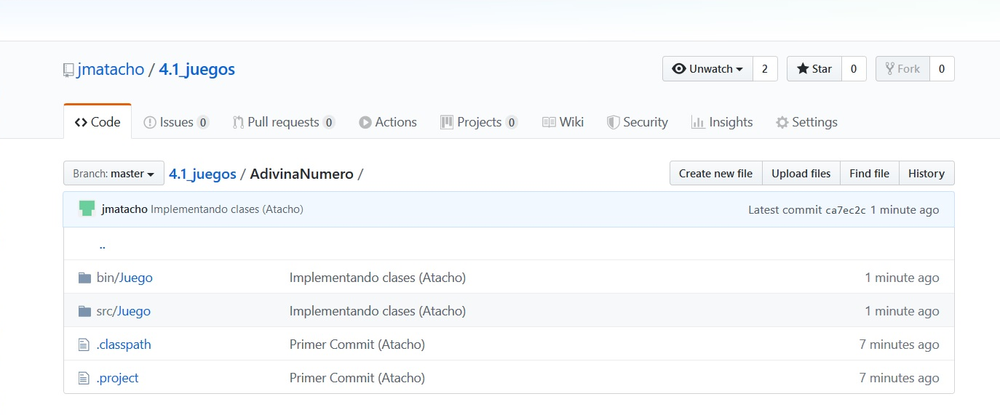 jmatacho / 4.1_juegos Unwatch 2 Star 0 Fork 0
Code Issues 0 Pull requests 0 Actions Projects 0 Wiki Security Insights Settings
Branch: master 4.1_juegos / AdivinaNumero / Create new file Upload files Find file History
jmatacho Implementando clases (Atacho) Latest commit ca7ec2c 1 minute ago
..
bin/Juego Implementando clases (Atacho) 1 minute ago
src/Juego Implementando clases (Atacho) 1 minute ago
.classpath Primer Commit (Atacho) 7 minutes ago
.project Primer Commit (Atacho) 7 minutes ago